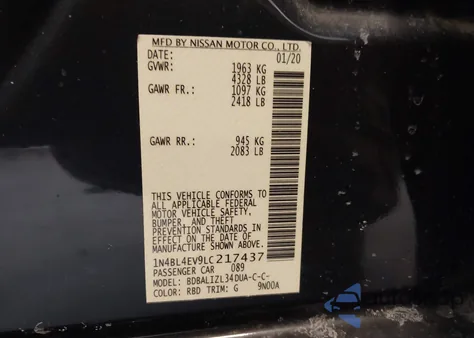 MFD BY NISSAN MOTOR CO., LTD.
DATE: 01/20
GVWR: 1963 KG
4328 LB
GAWR FR.: 1097 KG
2418 LB
GAWR RR.: 945 KG
2083 LB
THIS VEHICLE CONFORMS TO
ALL APPLICABLE FEDERAL
MOTOR VEHICLE SAFETY,
BUMPER, AND THEFT
PREVENTION STANDARDS IN
EFFECT ON THE DATE OF
MANUFACTURE SHOWN ABOVE.
1N4BL4EV9LC217437
PASSENGER CAR 089
MODEL: BDBALIZL34DUA-C-C-
COLOR: RBD TRIM: G 9N00A